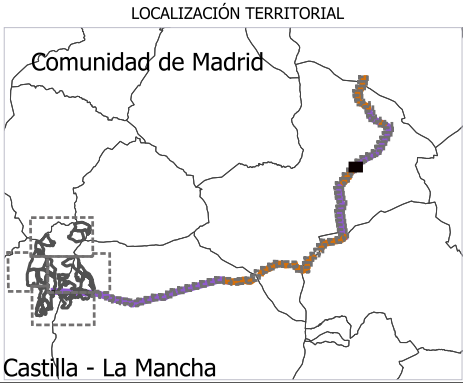 LOCALIZACIÓN TERRITORIAL
Comunidad de Madrid
Castilla - La Mancha